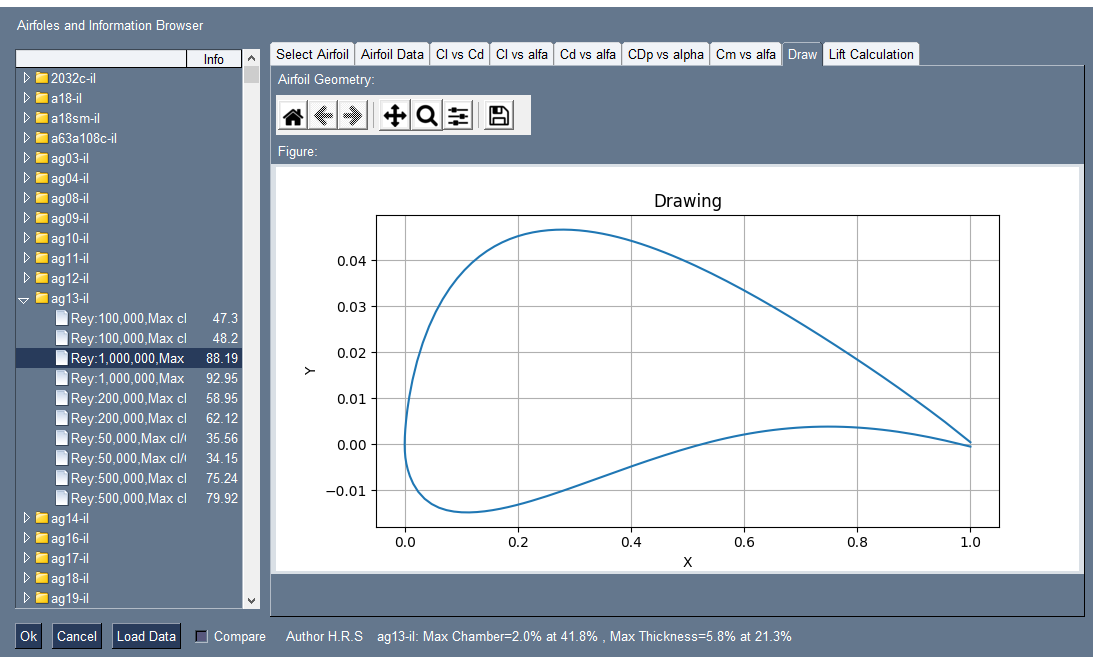 Airfoles and Information Browser
Info
2032c-il
a18-il
a18sm-il
a63a108c-il
ag03-il
ag04-il
ag08-il
ag09-il
ag10-il
ag11-il
ag12-il
ag13-il
Rey:100,000,Max cl 47.3
Rey:100,000,Max cl 48.2
Rey:1,000,000,Max 88.19
Rey:1,000,000,Max 92.95
Rey:200,000,Max cl 58.95
Rey:200,000,Max cl 62.12
Rey:50,000,Max cl/ 35.56
Rey:50,000,Max cl/ 34.15
Rey:500,000,Max cl 75.24
Rey:500,000,Max cl 79.92
ag14-il
ag16-il
ag17-il
ag18-il
ag19-il
Select Airfoil Airfoil Data Cl vs Cd Cl vs alfa Cd vs alfa CDp vs alpha Cm vs alfa Draw Lift Calculation
Airfoil Geometry:
Figure:
Drawing
0.04
0.03
0.02
0.01
0.00
−0.01
Y
0.0 0.2 0.4 0.6 0.8 1.0
X
Ok Cancel Load Data Compare Author H.R.S ag13-il: Max Chamber=2.0% at 41.8% , Max Thickness=5.8% at 21.3%